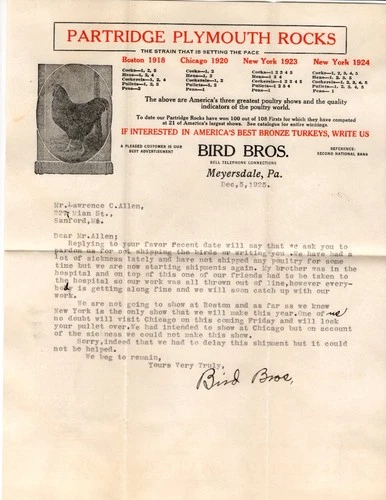 PARTRIDGE PLYMOUTH ROCKS
THE STRAIN THAT IS SETTING THE PACE
Boston 1918 Chicago 1920 New York 1923 New York 1924
The above are America's three greatest poultry shows and the quality
indicators of the poultry world.
To date our Partridge Rocks have won 100 out of 108 Firsts for which they have competed
at 21 of America's largest shows. See catalogue for entire winnings.
IF INTERESTED IN AMERICA'S BEST BRONZE TURKEYS, WRITE US
A PLEASED CUSTOMER IS OUR
BEST ADVERTISEMENT
BIRD BROS.
REFERENCE:
SECOND NATIONAL BANK
BELL TELEPHONE CONNECTIONS
Meyersdale, Pa.
Dec,5,1925.
Mr.Lawrence C.Allen,
Mian St.,
Sanford,Me.
Dear Mr.Allen;
Replying to your favor fecent date will say that we ask you to
pardon us for not shipping the birds or writing you. We have had a
lot of sickness lately and have not shipped any poultry for some
time but we are now starting shipments again. My brother was in the
hospital and on top of this one of our friends had to be taken to
the hospital so our work was all thrown out of line,however every-
body is getting along fine and we will soon catch up with our
work.
We are not going to show at Boston and as far as we know
New York is the only show that we will make this year. One of us
no doubt will visit Chicago on this coming Friday and will look
your pullet over. We had intended to show at Chicago but on account
of the sickness we could not make this show.
Sorry,indeed that we had to delay this shipment but it could
not be helped.
We beg to remain,
Yours Very Truly,
Bird Bros,